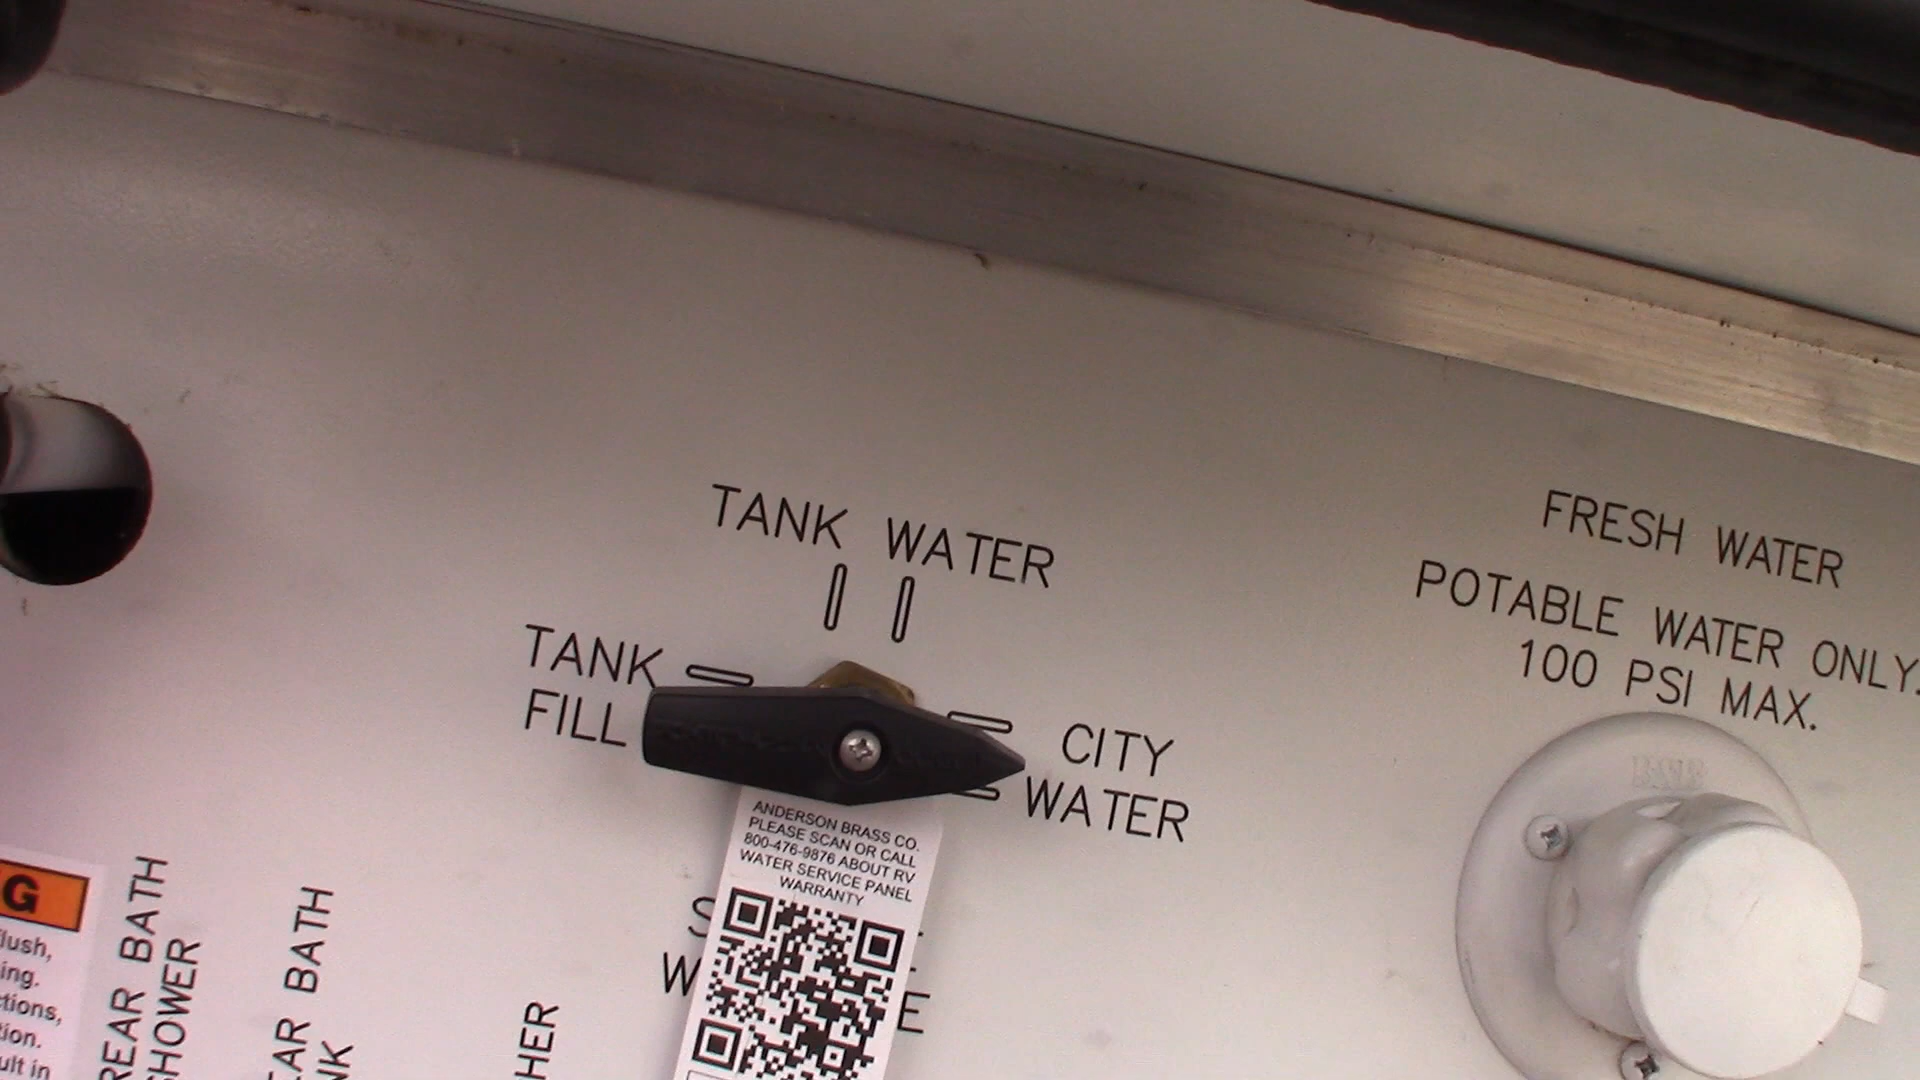 TANK WATER
TANK
FILL
CITY
WATER
FRESH WATER
POTABLE WATER ONLY.
100 PSI MAX.
ANDERSON BRASS CO.
PLEASE SCAN OR CALL
800-476-9876 ABOUT RV
WATER SERVICE PANEL
WARRANTY
REAR BATH
SHOWER
BATH